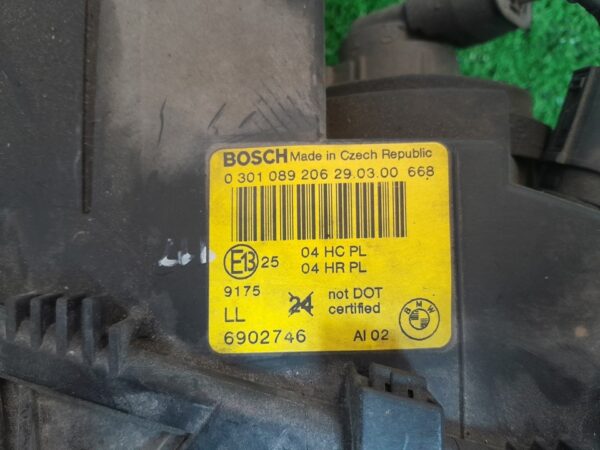 BOSCH Made in Czech Republic
0 301 089 206 29.03.00 668
E13 25 04 HC PL
04 HR PL
9175 24 not DOT
LL certified
BMW
6902746 AI 02